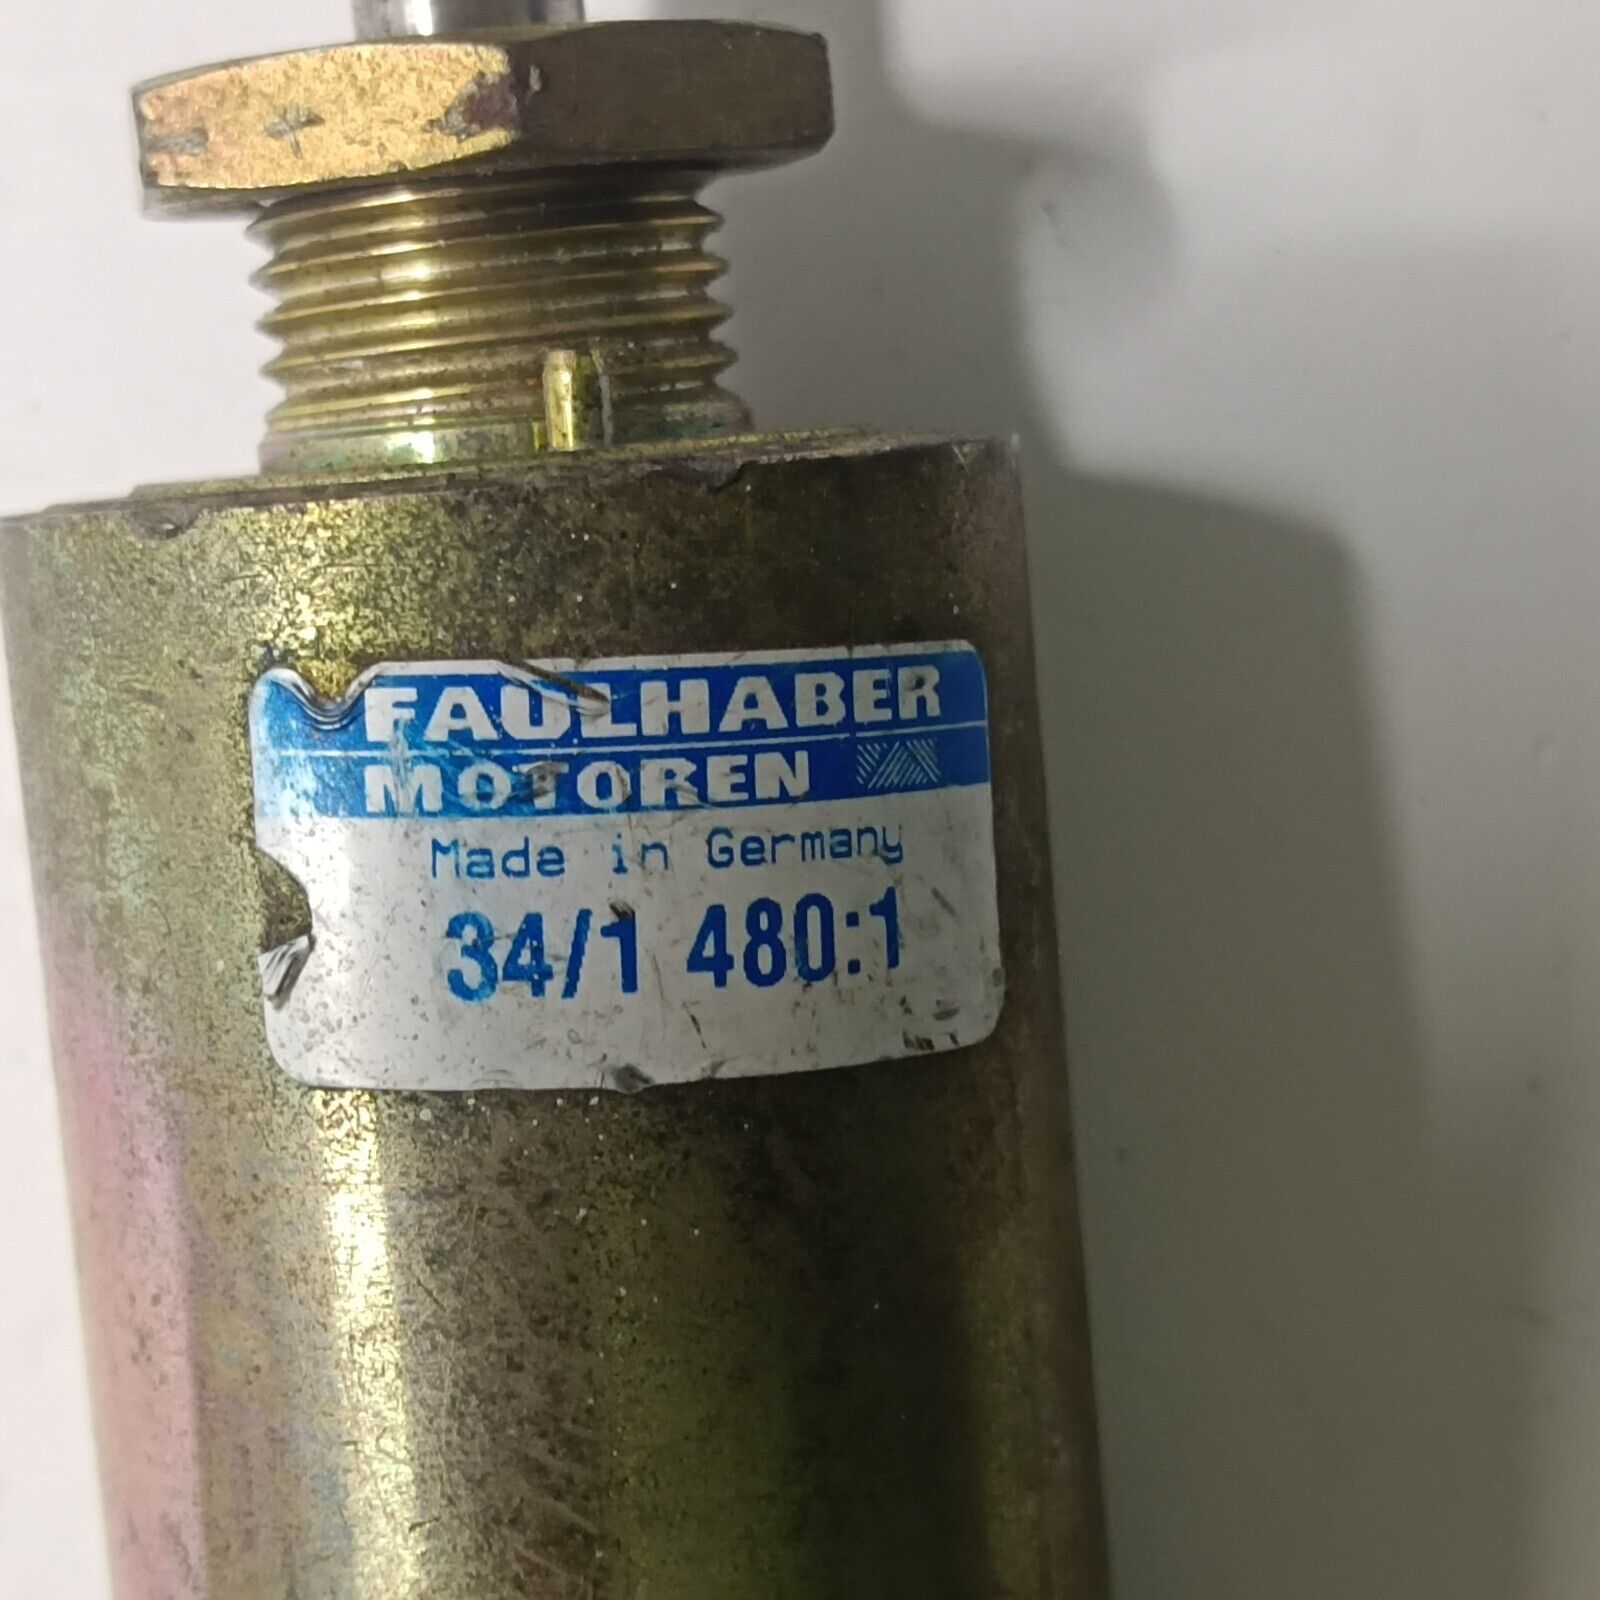 FAULHABER
MOTOREN
Made in Germany
34/1 480:1